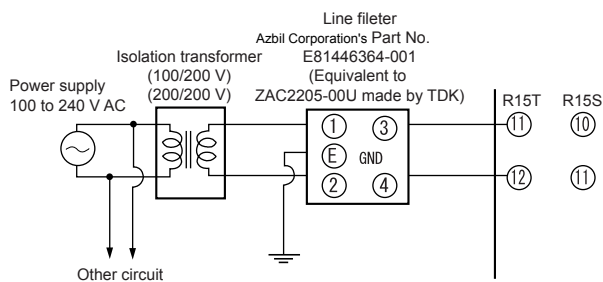 Line fileter
Azbil Corporation's Part No.
E81446364-001
(Equivalent to
ZAC2205-00U made by TDK)
Isolation transformer
(100/200 V)
(200/200 V)
Power supply
100 to 240 V AC
R15T R15S
1 3
11 10
E GND
2 4
12 11
Other circuit